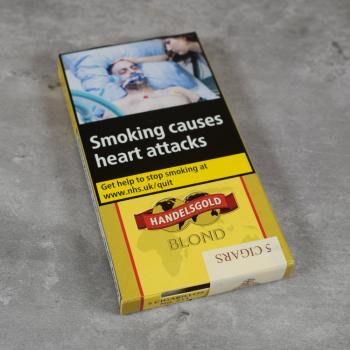 Smoking causes
heart attacks
Get help to stop smoking at
www.nhs.uk/quit
HANDELSGOLD
BLOND
5 CIGARS